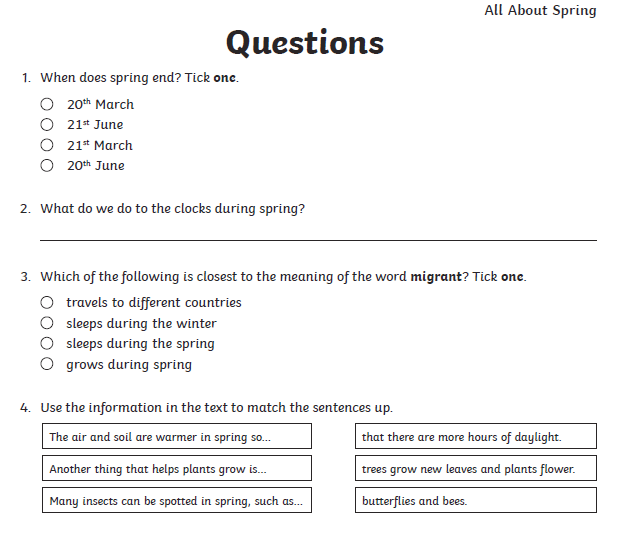 All About Spring
Questions
1. When does spring end? Tick one.
20th March
21st June
21st March
20th June
2. What do we do to the clocks during spring?
3. Which of the following is closest to the meaning of the word migrant? Tick one.
travels to different countries
sleeps during the winter
sleeps during the spring
grows during spring
4. Use the information in the text to match the sentences up.
The air and soil are warmer in spring so... that there are more hours of daylight.
Another thing that helps plants grow is... trees grow new leaves and plants flower.
Many insects can be spotted in spring, such as... butterflies and bees.